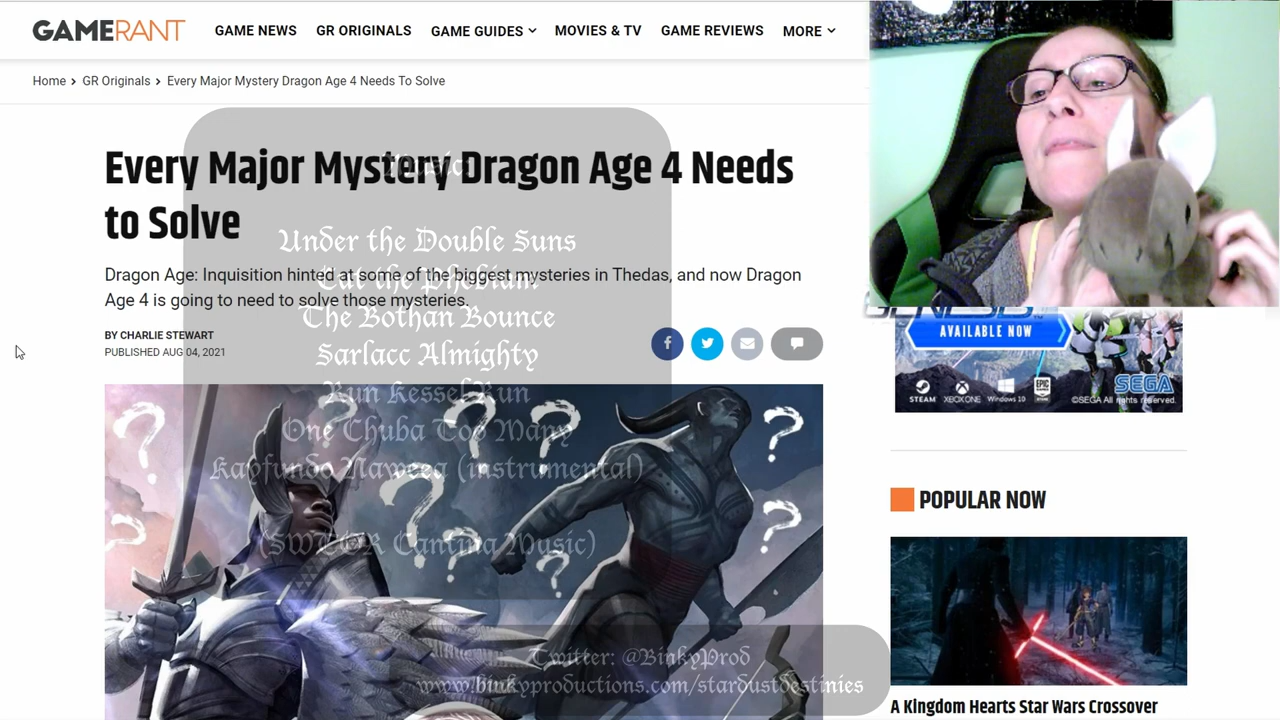 GAMERANT
GAME NEWS GR ORIGINALS GAME GUIDES MOVIES & TV GAME REVIEWS MORE
Home > GR Originals > Every Major Mystery Dragon Age 4 Needs To Solve
Music:
Every Major Mystery Dragon Age 4 Needs
to Solve
Under the Double Suns
Dragon Age: Inquisition hinted at some of the biggest mysteries in Thedas, and now Dragon
Age 4 is going to need to solve those mysteries.
The Bothan Bounce
BY CHARLIE STEWART
PUBLISHED AUG 04, 2021
Sarlacc Almighty
Run Kessel Run
One Chuba Too Many
(instrumental)
(SWTOR Cantina Music)
Twitter: @BinkyProd
www.binkyproductions.com/stardustdestinies
AVAILABLE NOW
STEAM XBOX ONE Windows 10 EPIC GAMES
SEGA
©SEGA All rights reserved.
POPULAR NOW
A Kingdom Hearts Star Wars Crossover